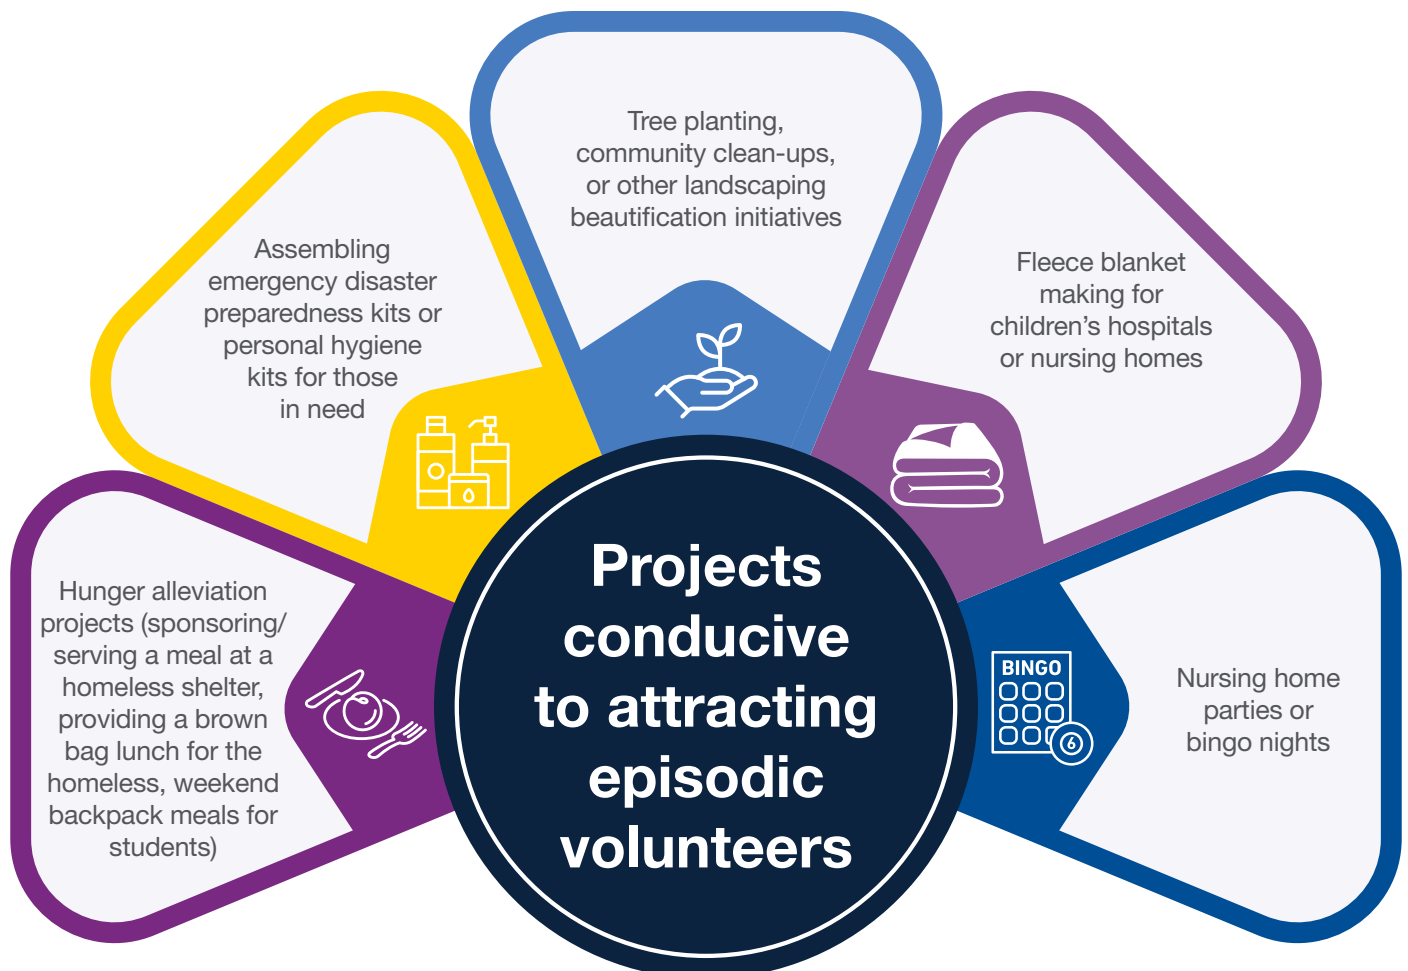 Tree planting,
community clean-ups,
or other landscaping
beautification initiatives
Assembling
emergency disaster
preparedness kits or
personal hygiene
kits for those
in need
Fleece blanket
making for
children’s hospitals
or nursing homes
Hunger alleviation
projects (sponsoring/
serving a meal at a
homeless shelter,
providing a brown
bag lunch for the
homeless, weekend
backpack meals for
students)
Projects
conducive
to attracting
episodic
volunteers
BINGO
6
Nursing home
parties or
bingo nights